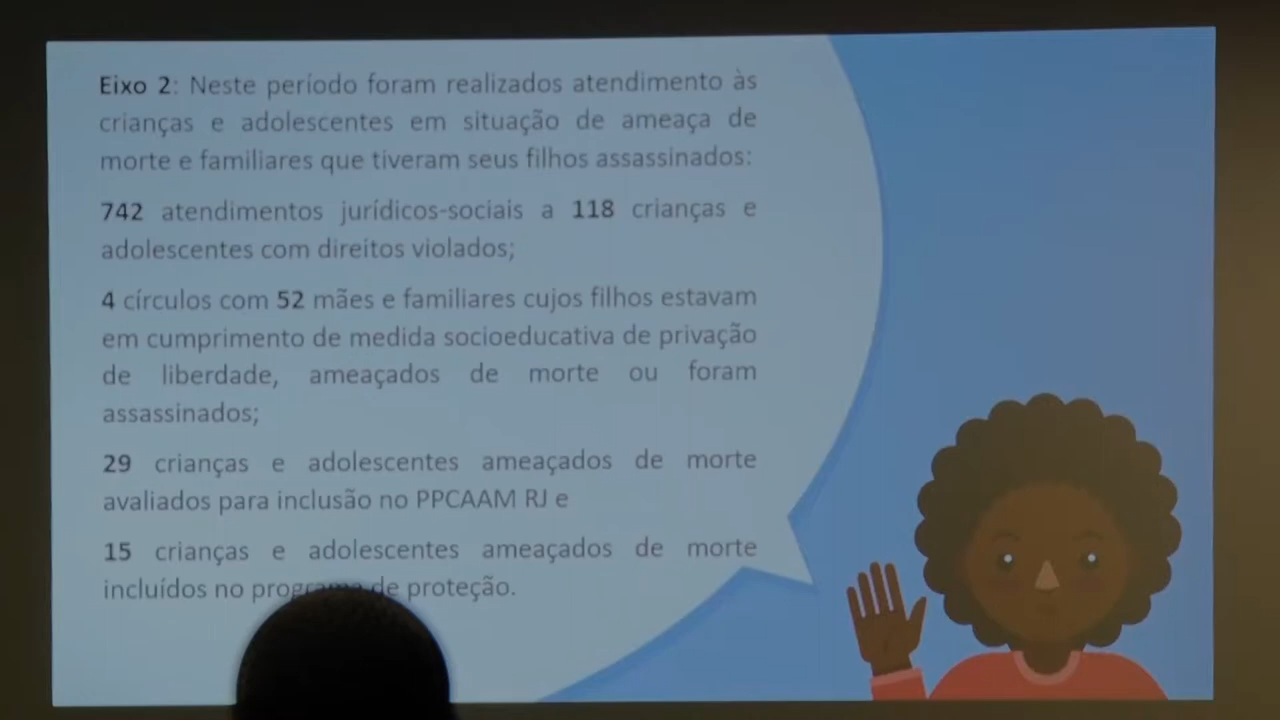 Eixo 2: Neste período foram realizados atendimento às
crianças e adolescentes em situação de ameaça de
morte e familiares que tiveram seus filhos assassinados:
742 atendimentos jurídicos-sociais a 118 crianças e
adolescentes com direitos violados;
4 círculos com 52 mães e familiares cujos filhos estavam
em cumprimento de medida socioeducativa de privação
de liberdade, ameaçados de morte ou foram
assassinados;
29 crianças e adolescentes ameaçados de morte
avaliados para inclusão no PPCAAM RJ e
15 crianças e adolescentes ameaçados de morte
incluídos no programa de proteção.